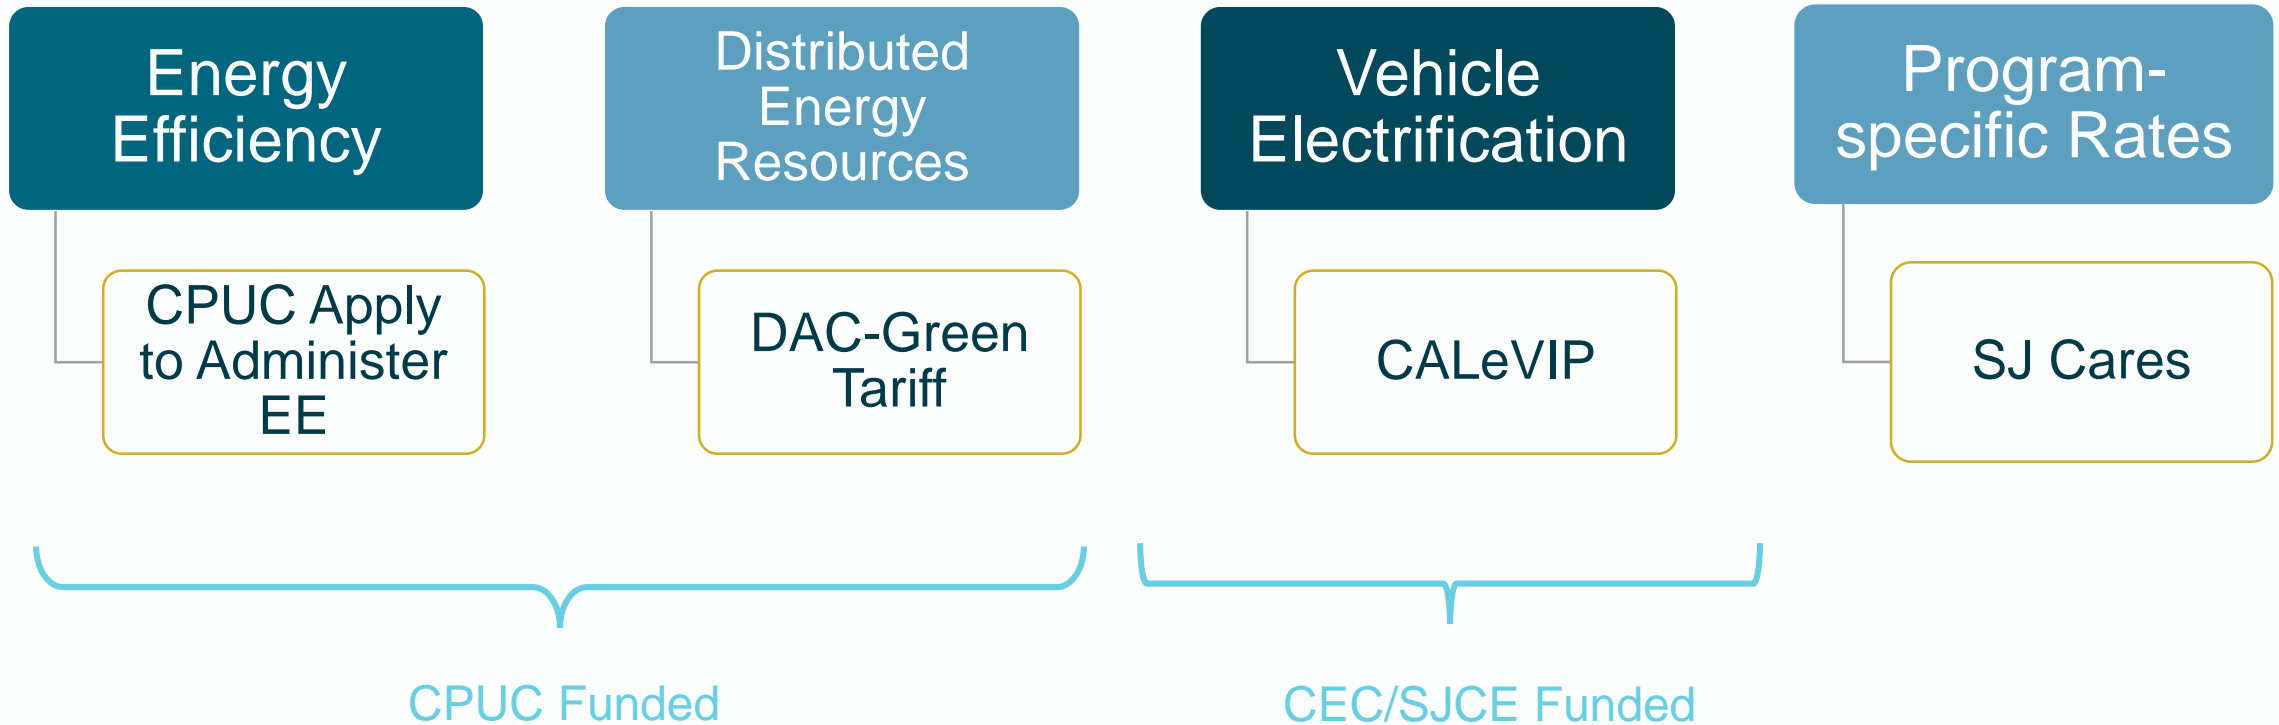 Energy
Efficiency
CPUC Apply
to Administer
EE
Distributed
Energy
Resources
DAC-Green
Tariff
Vehicle
Electrification
CALeVIP
Program-
specific Rates
SJ Cares
CPUC Funded
CEC/SJCE Funded